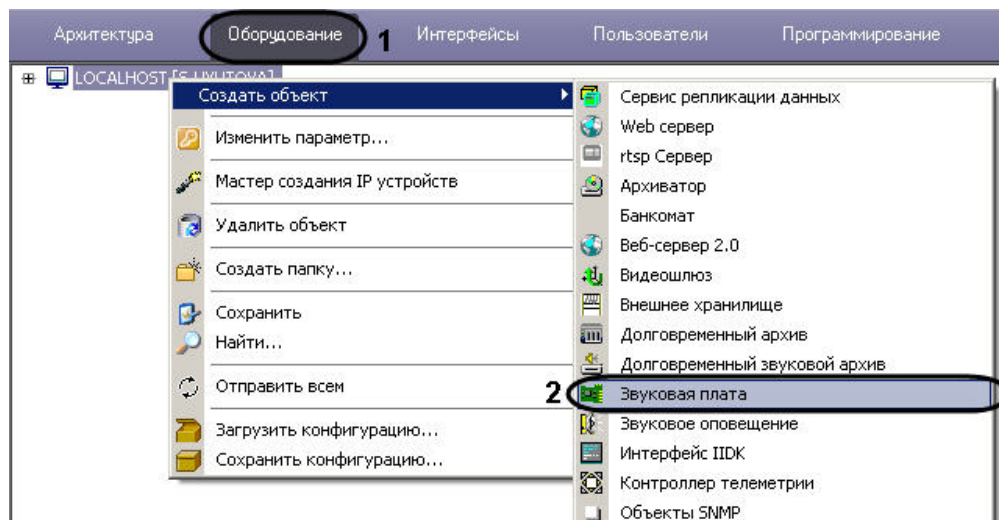 Архитектура Оборудование 1 Интерфейсы Пользователи Программирование
LOCALHOST
Создать объект
Изменить параметр...
Мастер создания IP устройств
Удалить объект
Создать папку...
Сохранить
Найти...
Отправить всем
Загрузить конфигурацию...
Сохранить конфигурацию...
Сервис репликации данных
Web сервер
rtsp Сервер
Архиватор
Банкомат
Веб-сервер 2.0
Видеошлюз
Внешнее хранилище
Долговременный архив
Долговременный звуковой архив
2 Звуковая плата
Звуковое оповещение
Интерфейс IIDK
Контроллер телеметрии
Объекты SNMP